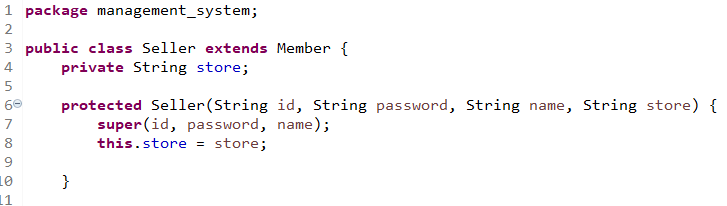 1 package management_system;
2
3 public class Seller extends Member {
4     private String store;
5
6     protected Seller(String id, String password, String name, String store) {
7         super(id, password, name);
8         this.store = store;
9
10     }
11